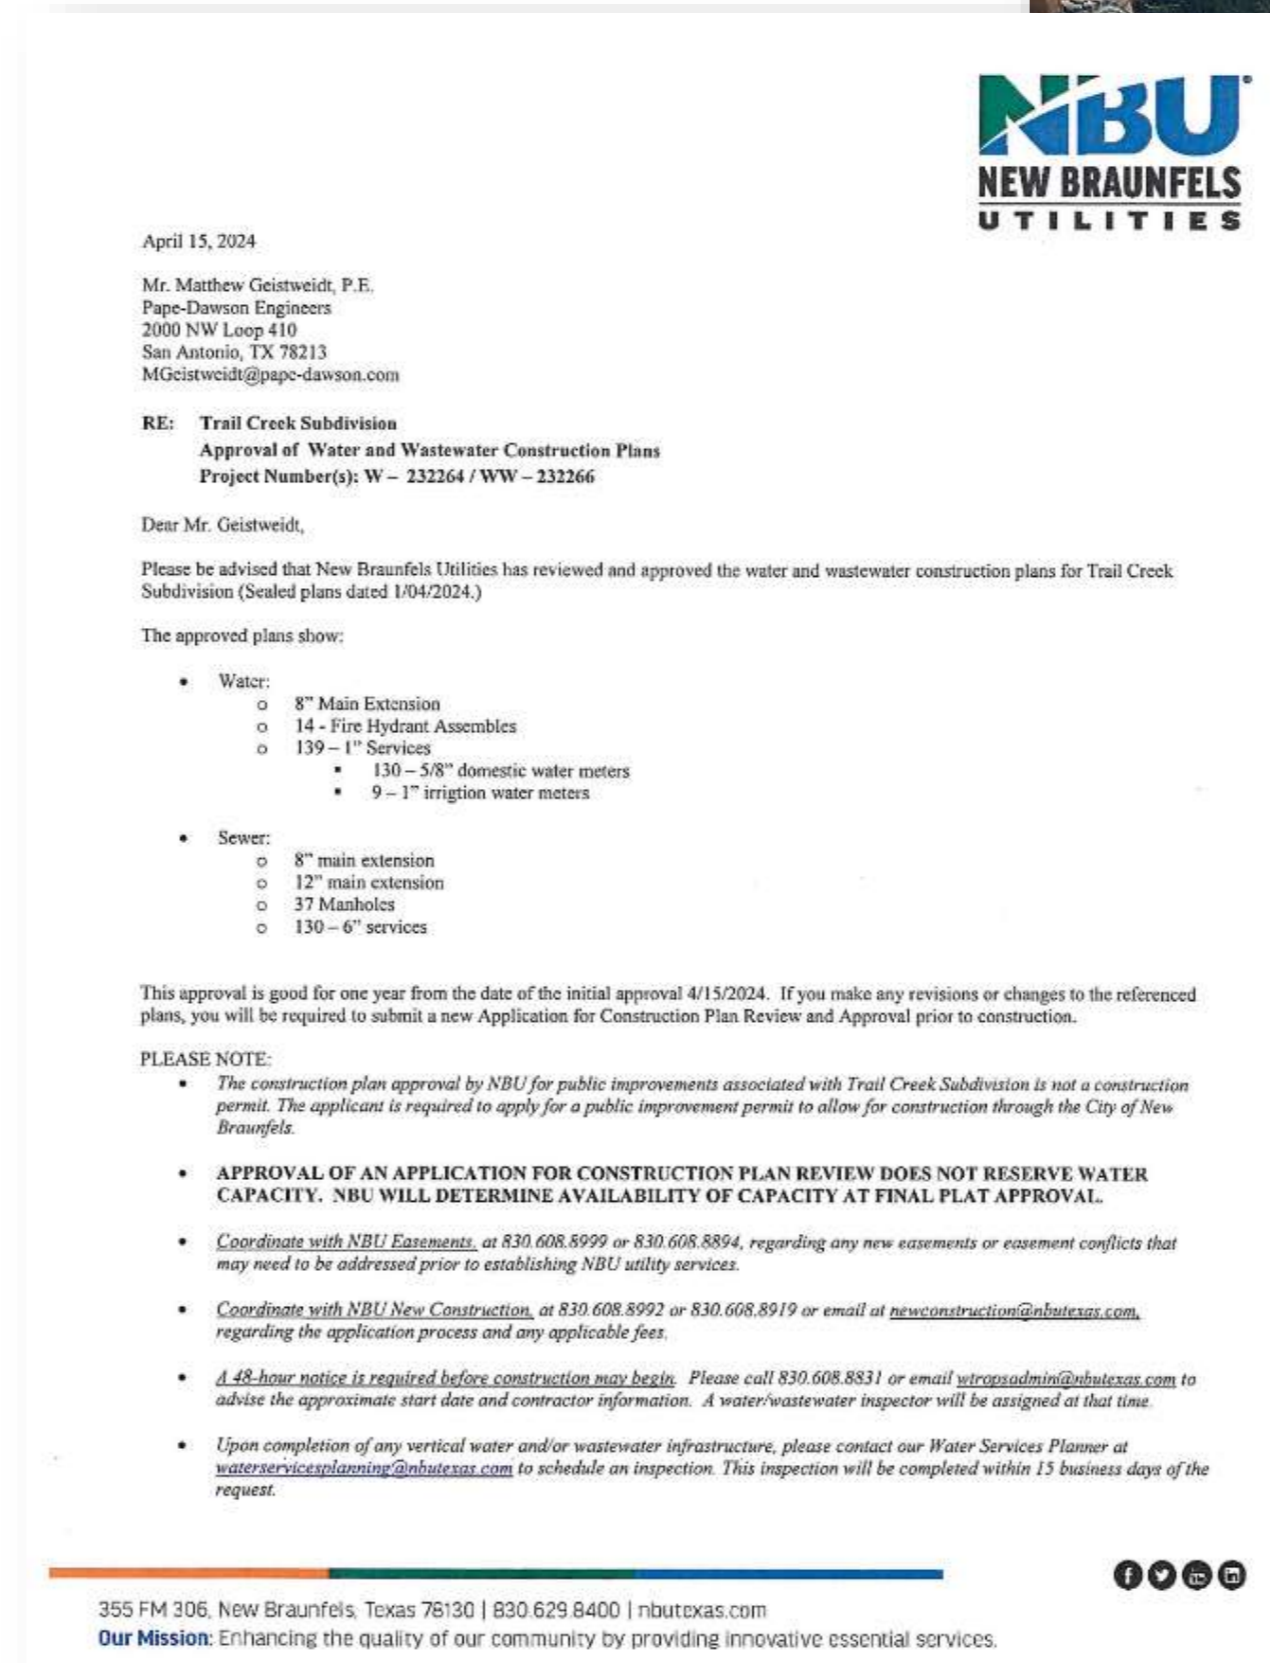 NBU
NEW BRAUNFELS
UTILITIES
April 15, 2024
Mr. Matthew Geistweidt, P.E.
Pape-Dawson Engineers
2000 NW Loop 410
San Antonio, TX 78213
MGeistweidt@pape-dawson.com
RE: Trail Creek Subdivision
Approval of Water and Wastewater Construction Plans
Project Number(s): W – 232264 / WW – 232266
Dear Mr. Geistweidt,
Please be advised that New Braunfels Utilities has reviewed and approved the water and wastewater construction plans for Trail Creek
Subdivision (Sealed plans dated 1/04/2024.)
The approved plans show:
• Water:
o 8" Main Extension
o 14 - Fire Hydrant Assembles
o 139 – 1" Services
▪ 130 – 5/8" domestic water meters
▪ 9 – 1" irrigtion water meters
• Sewer:
o 8" main extension
o 12" main extension
o 37 Manholes
o 130 – 6" services
This approval is good for one year from the date of the initial approval 4/15/2024. If you make any revisions or changes to the referenced
plans, you will be required to submit a new Application for Construction Plan Review and Approval prior to construction.
PLEASE NOTE:
• The construction plan approval by NBU for public improvements associated with Trail Creek Subdivision is not a construction
permit. The applicant is required to apply for a public improvement permit to allow for construction through the City of New
Braunfels.
• APPROVAL OF AN APPLICATION FOR CONSTRUCTION PLAN REVIEW DOES NOT RESERVE WATER
CAPACITY. NBU WILL DETERMINE AVAILABILITY OF CAPACITY AT FINAL PLAT APPROVAL.
• Coordinate with NBU Easements, at 830.608.8999 or 830.608.8894, regarding any new easements or easement conflicts that
may need to be addressed prior to establishing NBU utility services.
• Coordinate with NBU New Construction, at 830.608.8992 or 830.608.8919 or email at newconstruction@nbutexas.com,
regarding the application process and any applicable fees.
• A 48-hour notice is required before construction may begin. Please call 830.608.8831 or email wtropsadmin@nbutexas.com to
advise the approximate start date and contractor information. A water/wastewater inspector will be assigned at that time.
• Upon completion of any vertical water and/or wastewater infrastructure, please contact our Water Services Planner at
waterservicesplanning@nbutexas.com to schedule an inspection. This inspection will be completed within 15 business days of the
request.
355 FM 306, New Braunfels, Texas 78130 | 830.629.8400 | nbutexas.com
Our Mission: Enhancing the quality of our community by providing innovative essential services.